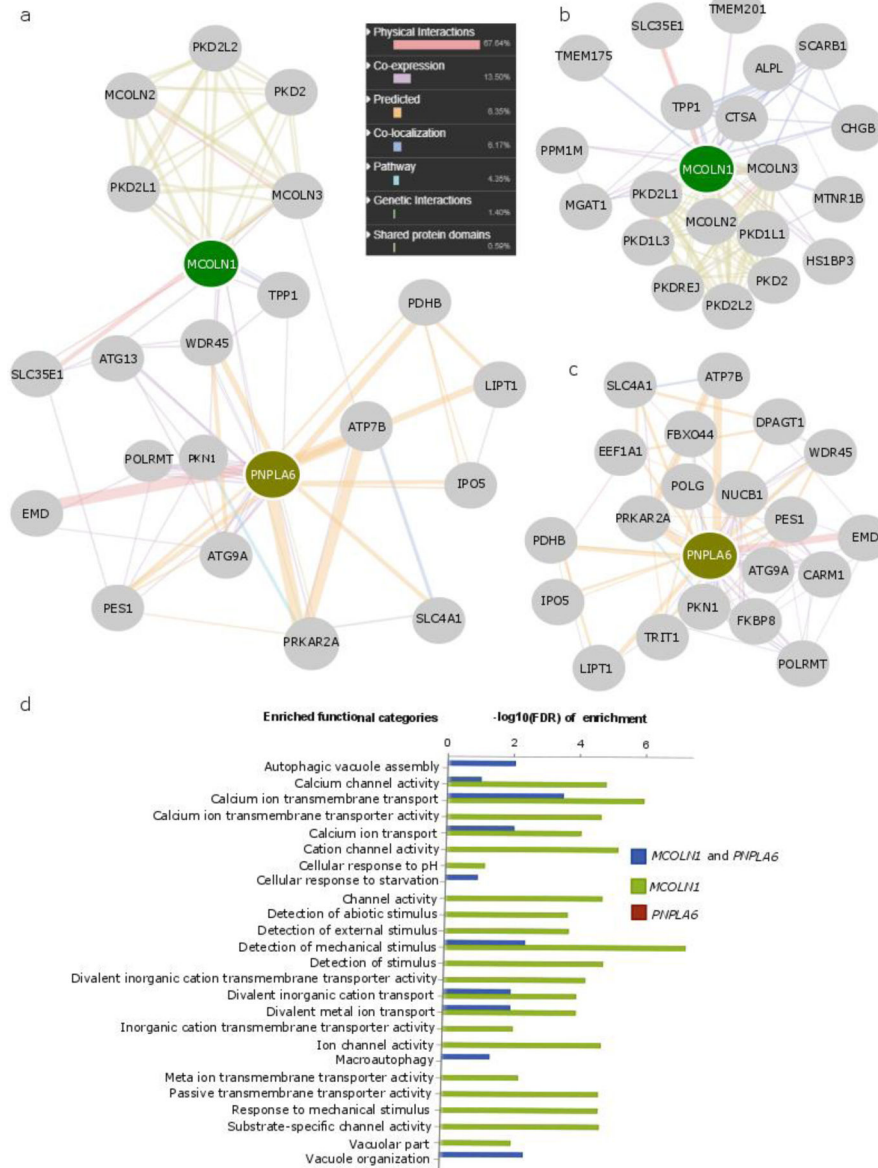 a
PKD2L2
MCOLN2
PKD2
PKD2L1
MCOLN3
MCOLN1
TPP1
PDHB
WDR45
ATG13
SLC35E1
LIPT1
ATP7B
POLRMT
PKN1
PNPLA6
IPO5
EMD
ATG9A
PES1
SLC4A1
PRKAR2A
Physical Interactions
67.64%
Co-expression
13.50%
Predicted
6.35%
Co-localization
6.17%
Pathway
4.35%
Genetic Interactions
1.40%
Shared protein domains
0.59%
b
TMEM201
SLC35E1
SCARB1
TMEM175
ALPL
TPP1
CTSA
CHGB
PPM1M
MCOLN1
MCOLN3
PKD2L1
MTNR1B
MGAT1
MCOLN2
PKD1L3
PKD1L1
HS1BP3
PKDREJ
PKD2
PKD2L2
c
ATP7B
SLC4A1
DPAGT1
FBXO44
EEF1A1
WDR45
POLG
NUCB1
PRKAR2A
PES1
EMD
PDHB
PNPLA6
ATG9A
CARM1
IPO5
PKN1
FKBP8
TRIT1
LIPT1
POLRMT
d
Enriched functional categories
-log10(FDR) of enrichment
0 2 4 6
Autophagic vacuole assembly
Calcium channel activity
Calcium ion transmembrane transport
Calcium ion transmembrane transporter activity
Calcium ion transport
Cation channel activity
Cellular response to pH
Cellular response to starvation
Channel activity
Detection of abiotic stimulus
Detection of external stimulus
Detection of mechanical stimulus
Detection of stimulus
Divalent inorganic cation transmembrane transporter activity
Divalent inorganic cation transport
Divalent metal ion transport
Inorganic cation transmembrane transporter activity
Ion channel activity
Macroautophagy
Meta ion transmembrane transporter activity
Passive transmembrane transporter activity
Response to mechanical stimulus
Substrate-specific channel activity
Vacuolar part
Vacuole organization
MCOLN1 and PNPLA6
MCOLN1
PNPLA6